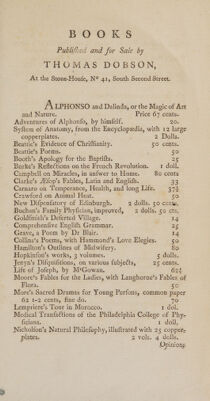 BOOKS
Published and for Sale by
THOMAS DOBSON,
At the Stone-House, Nº 41, South Second Street.
ALPHONSO and Dalinda, or the Magic of Art
and Nature. Price 67 cents.
Adventures of Alphonso, by himself. 20.
System of Anatomy, from the Encyclopædia, with 12 large
copperplates. 2 Dolls.
Beattie's Evidence of Christianity. 50 cents.
Beattie's Poems. 50
Booth's Apology for the Baptists. 25
Burke's Reflections on the French Revolution. 1 doll.
Campbell on Miracles, in answer to Hume. 80 cents
Clarke's Æsop's Fables, Latin and English. 33
Cornaro on Temperance, Health, and long Life. 37½
Crawford on Animal Heat. 50
New Dispensatory of Edinburgh. 2 dolls. 50 cents.
Buchan's Family Physician, improved, 2 dolls. 50 cts.
Goldsmith's Deserted Village. 14
Comprehensive English Grammar. 25
Grave, a Poem by Dr Blair. 14
Collins's Poems, with Hammond's Love Elegies. 50
Hamilton's Outlines of Midwifery. 80
Hopkinson's works, 3 volumes. 5 dolls.
Jenyn's Disquisitions, on various subjects, 25 cents.
Life of Joseph, by M'Gowan. 62½
Moore's Fables for the Ladies, with Langhorne's Fables of
Flora. 50
More's Sacred Dramas for Young Persons, common paper
62 1-2 cents, fine do. 70
Lempriere's Tour in Morocco. 1 dol.
Medical Transactions of the Philadelphia College of Phy-
sicians. 1 doll.
Nicholson's Natural Philosophy, illustrated with 25 copper-
plates. 2 vols. 4 dolls.
Opinions